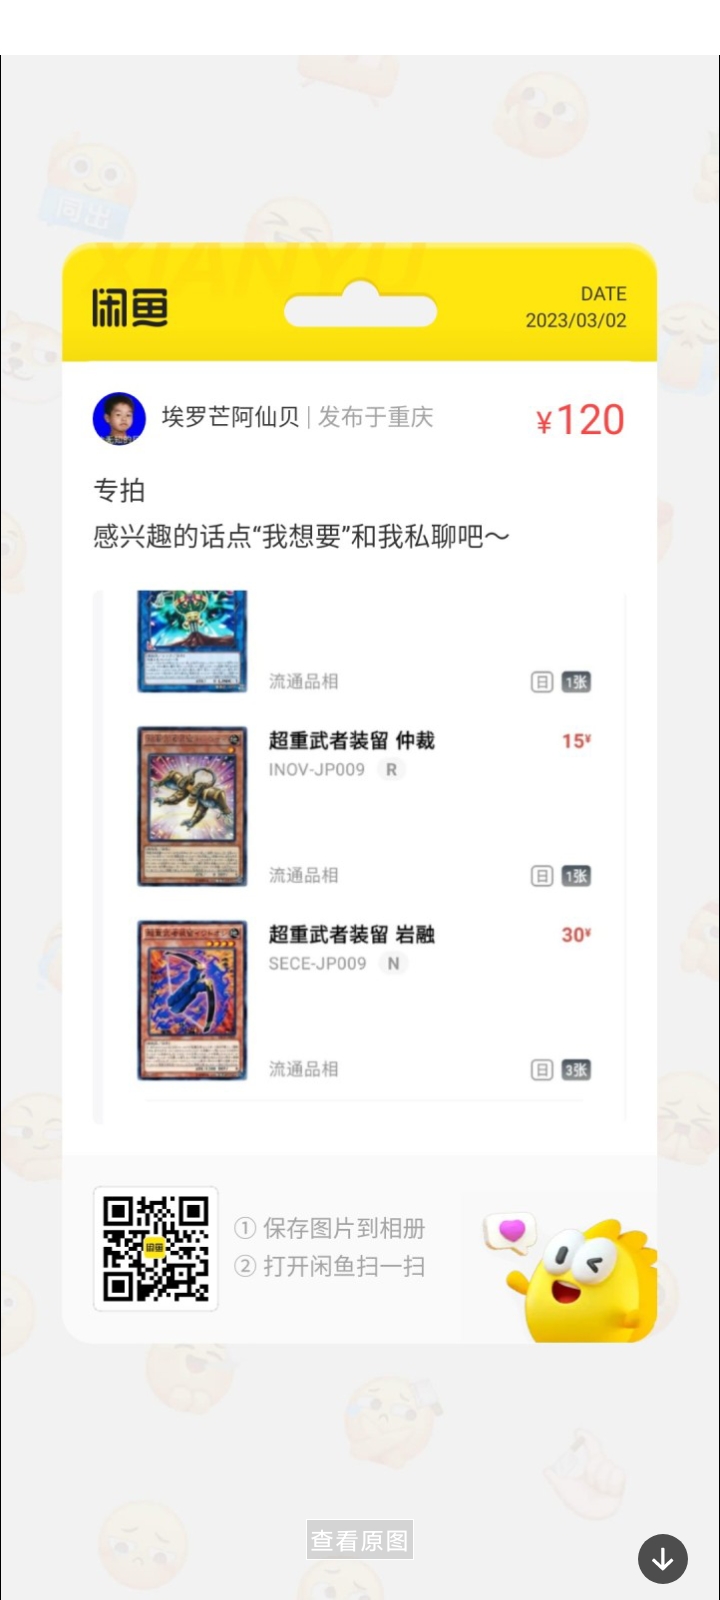 同出
XIANYU
闲鱼
DATE
2023/03/02
埃罗芒阿仙贝 | 发布于重庆
¥120
专拍
感兴趣的话点“我想要”和我私聊吧～
流通品相 日 1张
超重武者装留 仲裁 15¥
INOV-JP009 R
流通品相 日 1张
超重武者装留 岩融 30¥
SECE-JP009 N
流通品相 日 3张
闲鱼
① 保存图片到相册
② 打开闲鱼扫一扫
查看原图